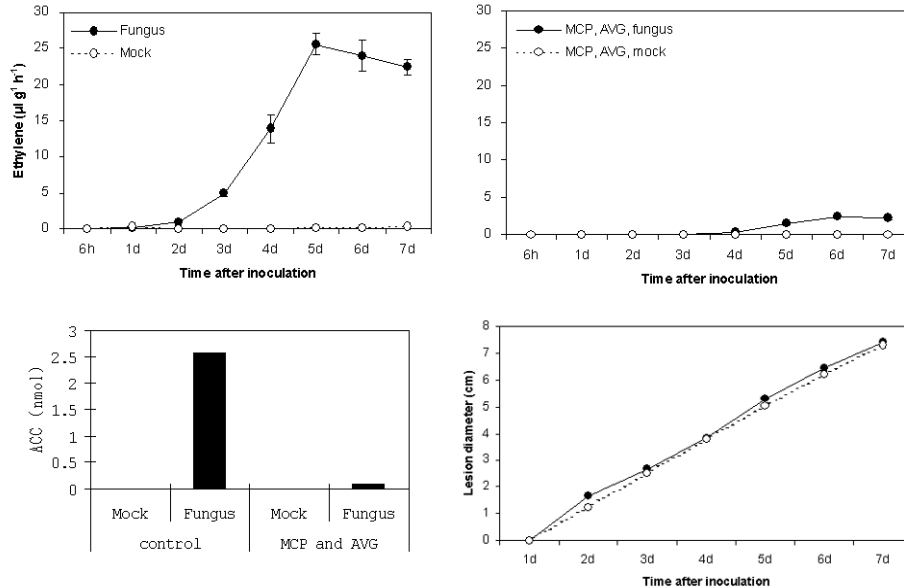 30
25
20
15
10
5
0
Ethylene (µl g¹ h⁻¹)
Fungus
Mock
6h 1d 2d 3d 4d 5d 6d 7d
Time after inoculation
30
25
20
15
10
5
0
MCP, AVG, fungus
MCP, AVG, mock
6h 1d 2d 3d 4d 5d 6d 7d
Time after inoculation
3
2.5
2
1.5
1
0.5
0
ACC (nmol)
Mock Fungus Mock Fungus
control MCP and AVG
8
7
6
5
4
3
2
1
0
Lesion diameter (cm)
1d 2d 3d 4d 5d 6d 7d
Time after inoculation